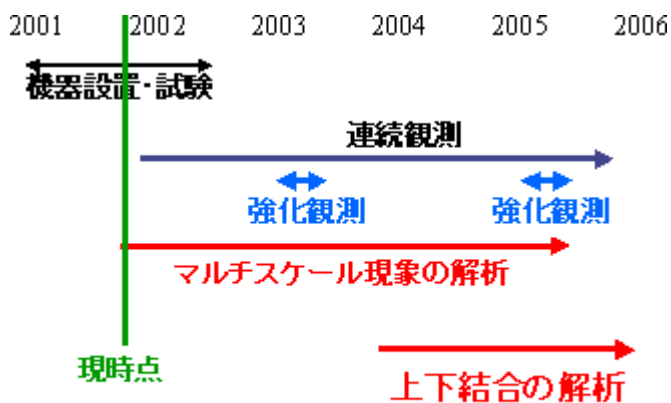 2001 2002 2003 2004 2005 2006
機器設置・試験
連続観測
強化観測 強化観測
マルチスケール現象の解析
現時点
上下結合の解析